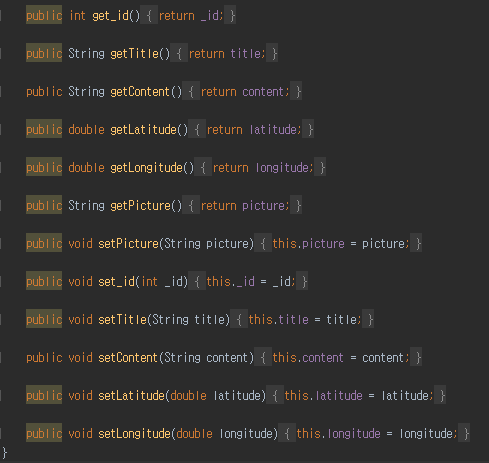 public int get_id() { return _id; }
public String getTitle() { return title; }
public String getContent() { return content; }
public double getLatitude() { return latitude; }
public double getLongitude() { return longitude; }
public String getPicture() { return picture; }
public void setPicture(String picture) { this.picture = picture; }
public void set_id(int _id) { this._id = _id; }
public void setTitle(String title) { this.title = title; }
public void setContent(String content) { this.content = content; }
public void setLatitude(double latitude) { this.latitude = latitude; }
public void setLongitude(double longitude) { this.longitude = longitude; }
}